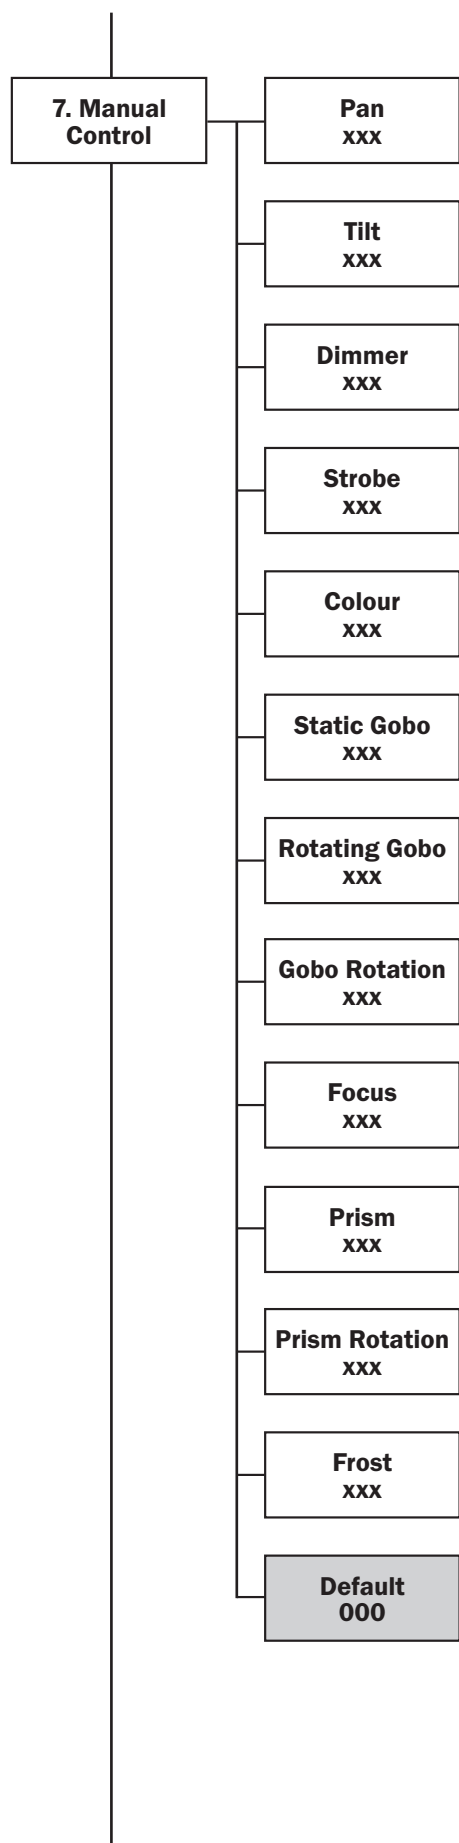 7. Manual
Control
Pan
xxx
Tilt
xxx
Dimmer
xxx
Strobe
xxx
Colour
xxx
Static Gobo
xxx
Rotating Gobo
xxx
Gobo Rotation
xxx
Focus
xxx
Prism
xxx
Prism Rotation
xxx
Frost
xxx
Default
000